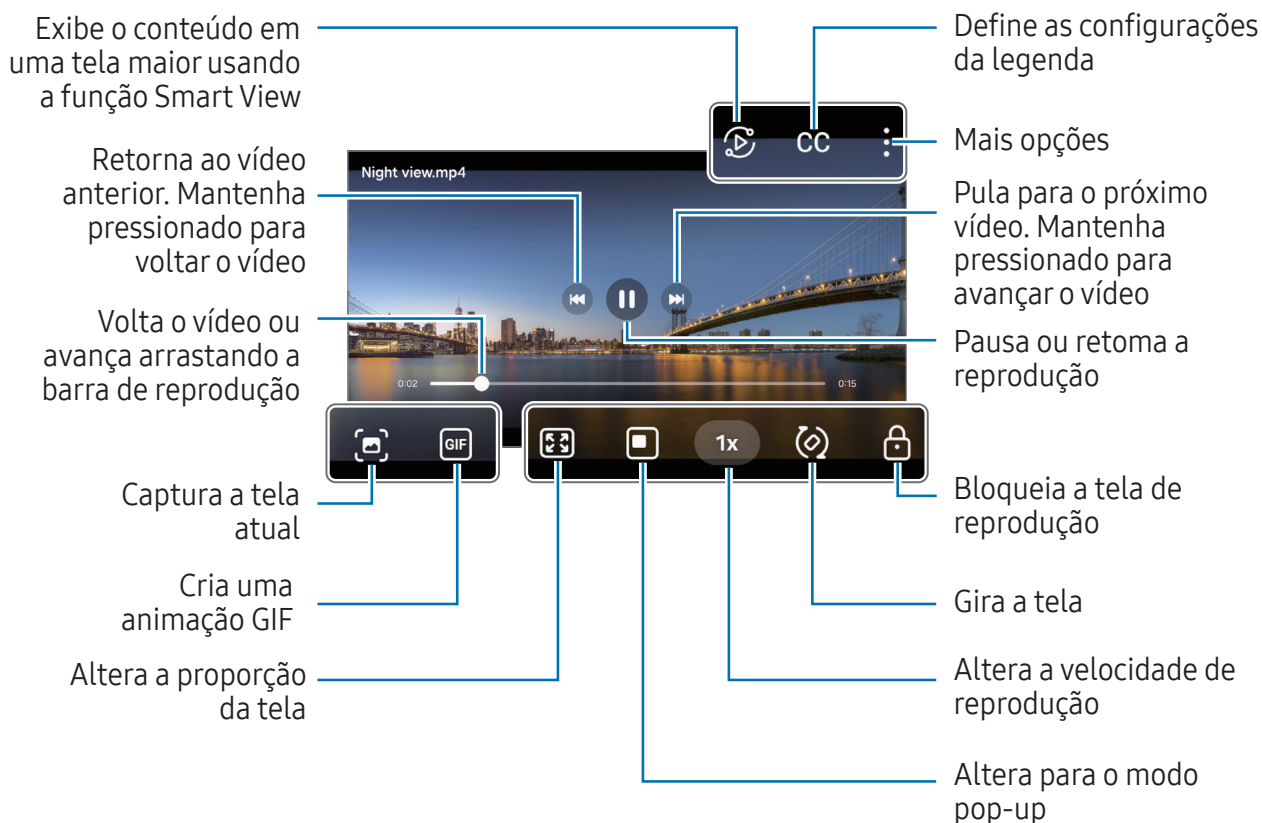 Exibe o conteúdo em
uma tela maior usando
a função Smart View
Define as configurações
da legenda
CC
Mais opções
Retorna ao vídeo
anterior. Mantenha
pressionado para
voltar o vídeo
Night view.mp4
Pula para o próximo
vídeo. Mantenha
pressionado para
avançar o vídeo
Volta o vídeo ou
avança arrastando a
barra de reprodução
Pausa ou retoma a
reprodução
0:02
0:15
GIF
1x
Captura a tela
atual
Bloqueia a tela de
reprodução
Cria uma
animação GIF
Gira a tela
Altera a proporção
da tela
Altera a velocidade de
reprodução
Altera para o modo
pop-up